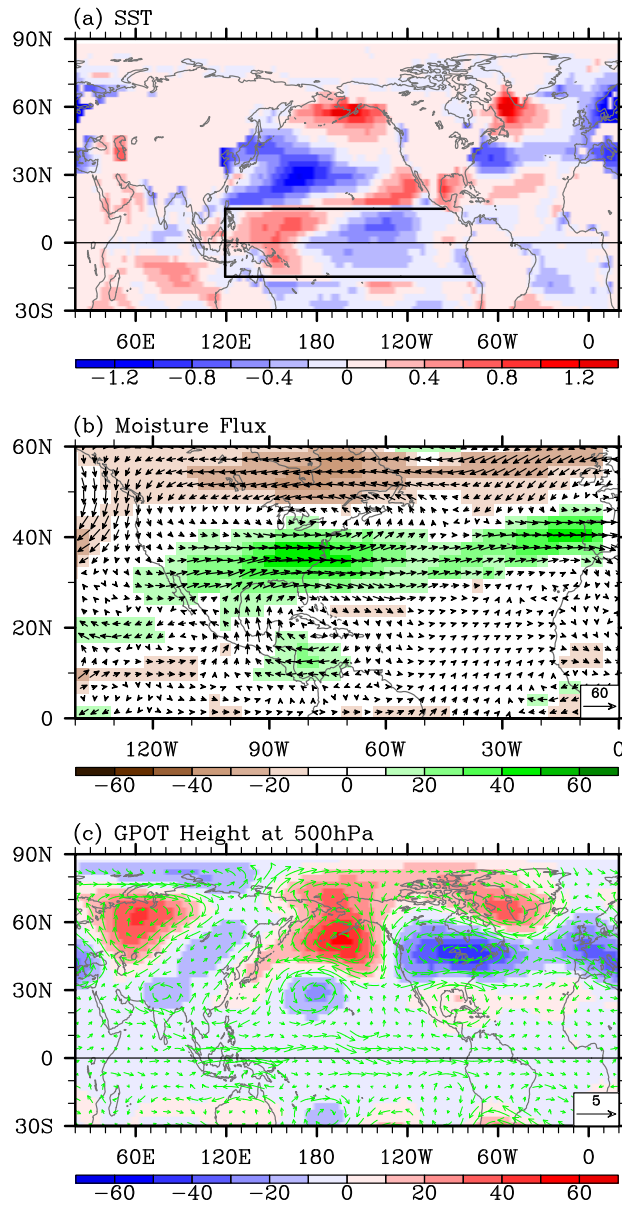 (a) SST
90N
60N
30N
0
30S
60E 120E 180 120W 60W 0
−1.2 −0.8 −0.4 0 0.4 0.8 1.2
(b) Moisture Flux
60N
40N
20N
0
60
120W 90W 60W 30W 0
−60 −40 −20 0 20 40 60
(c) GPOT Height at 500hPa
90N
60N
30N
0
30S
5
60E 120E 180 120W 60W 0
−60 −40 −20 0 20 40 60